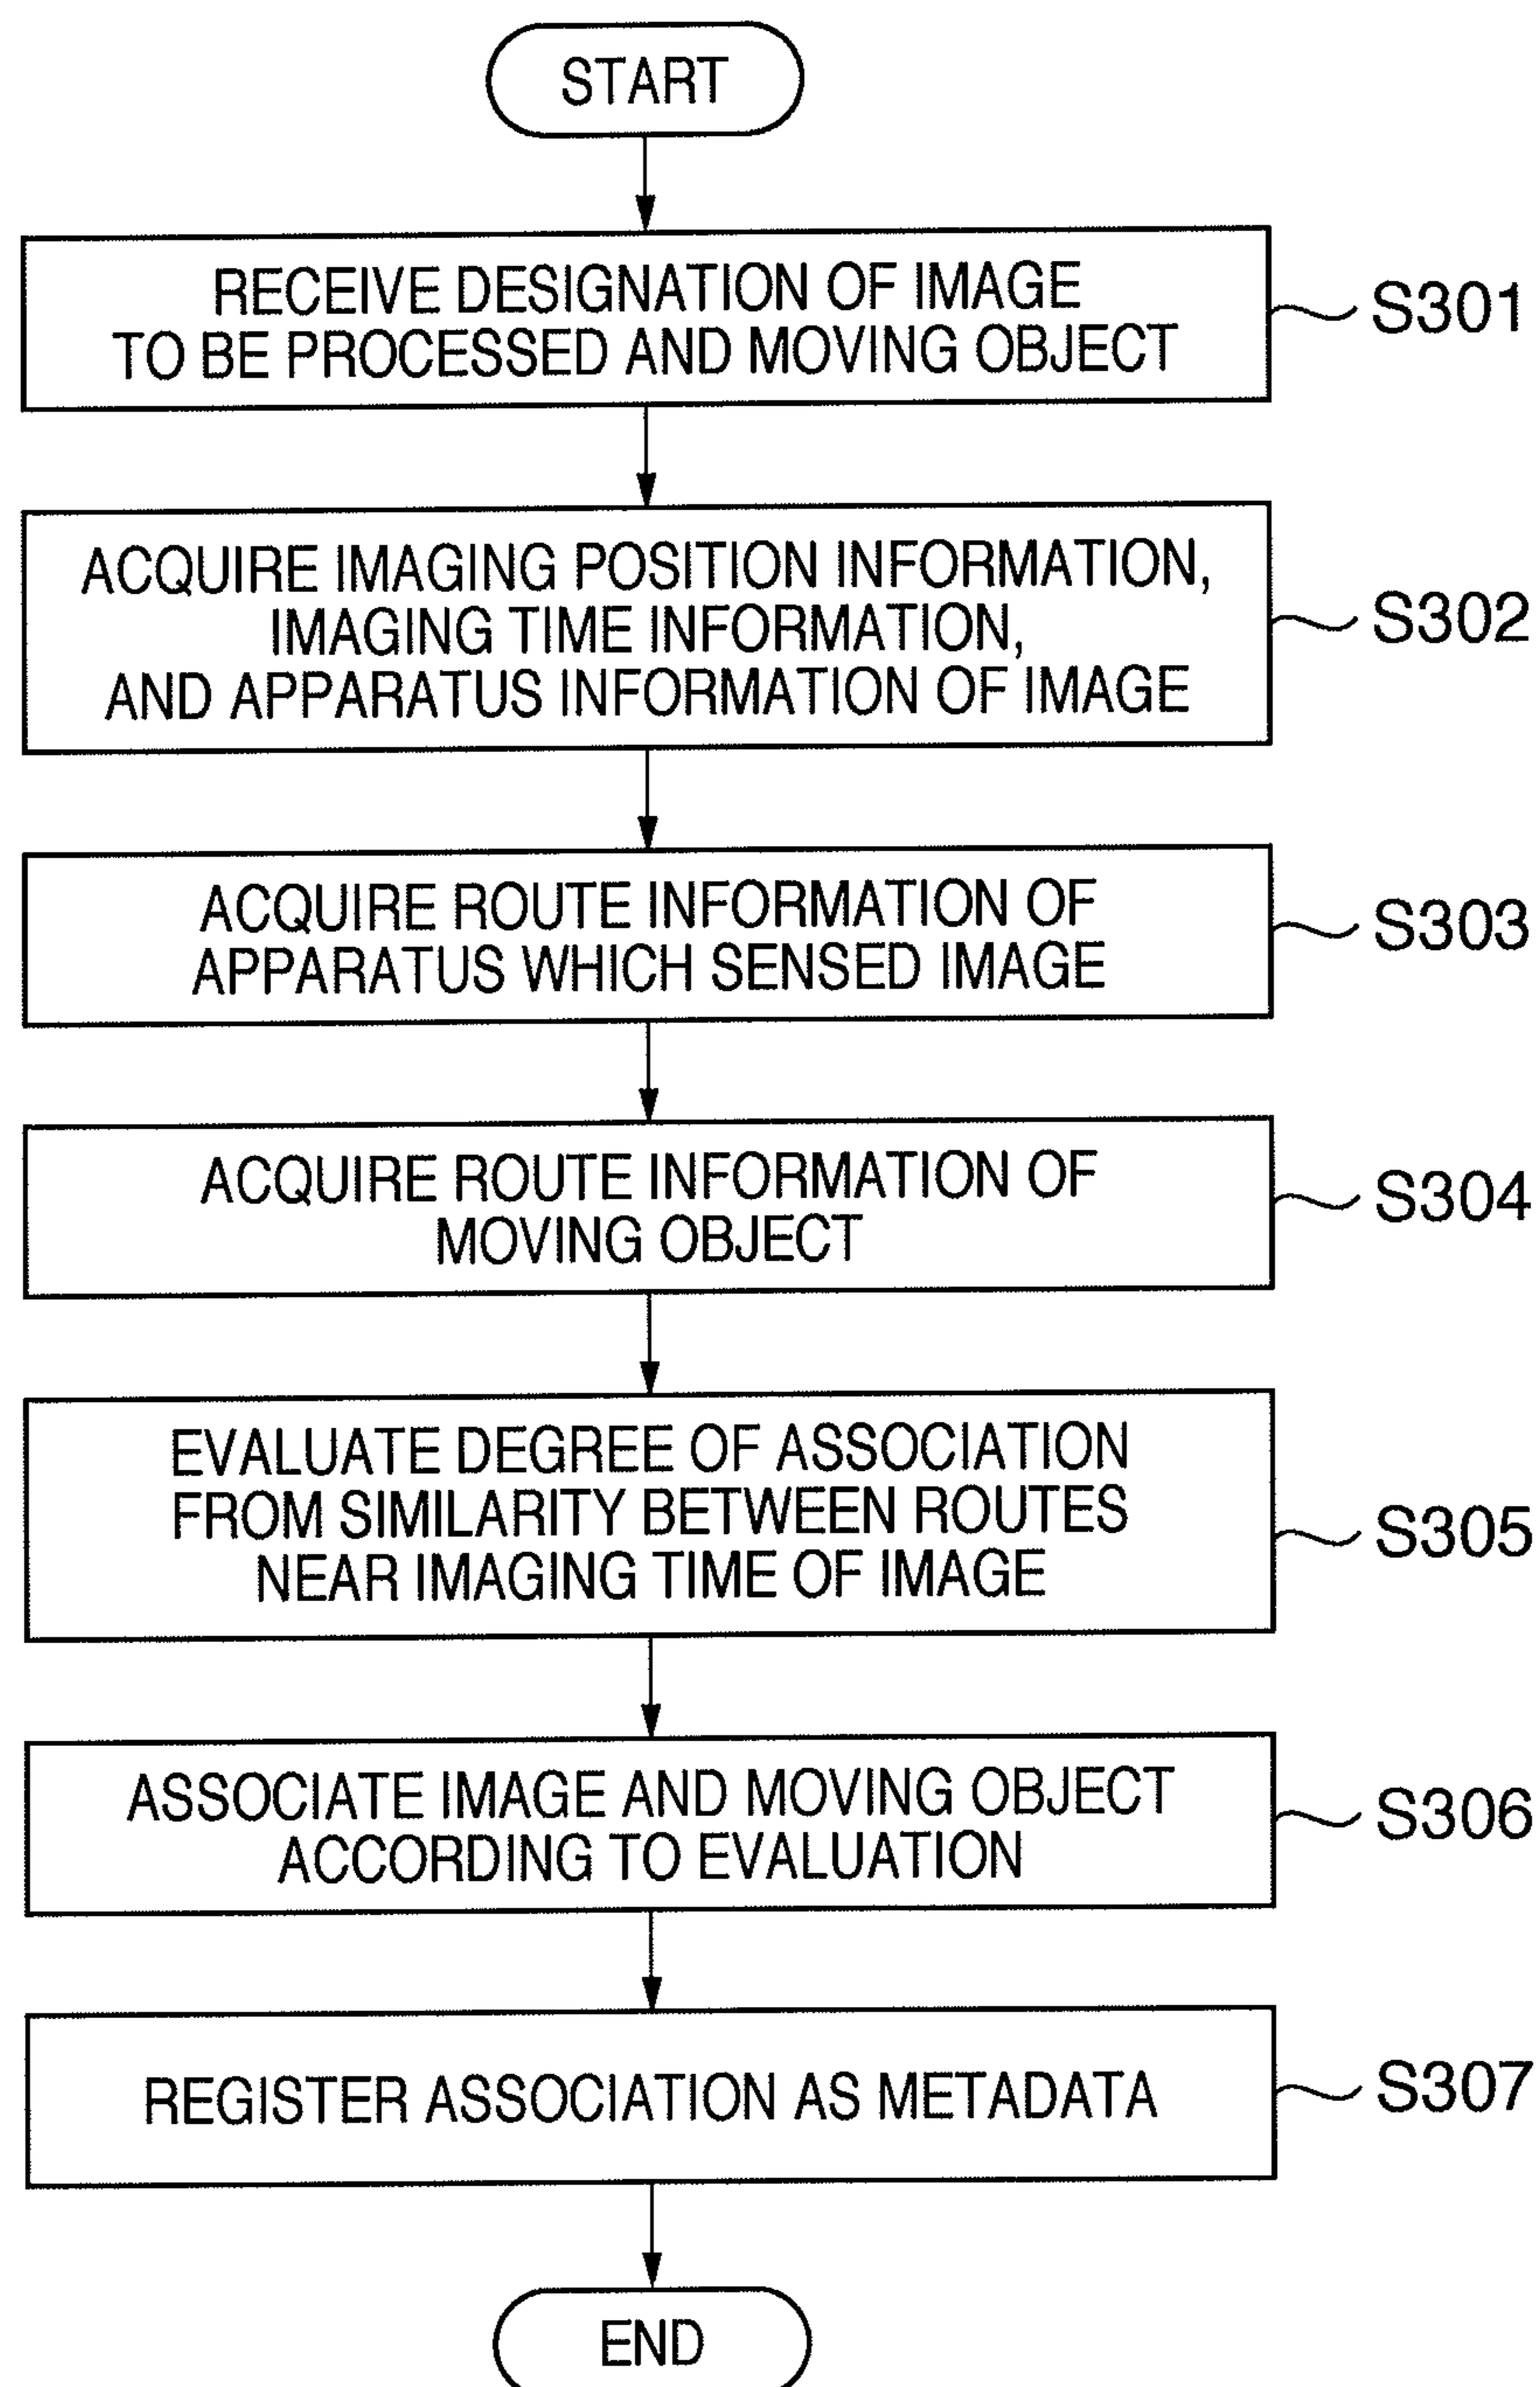 START
RECEIVE DESIGNATION OF IMAGE
TO BE PROCESSED AND MOVING OBJECT
S301
ACQUIRE IMAGING POSITION INFORMATION,
IMAGING TIME INFORMATION,
AND APPARATUS INFORMATION OF IMAGE
S302
ACQUIRE ROUTE INFORMATION OF
APPARATUS WHICH SENSED IMAGE
S303
ACQUIRE ROUTE INFORMATION OF
MOVING OBJECT
S304
EVALUATE DEGREE OF ASSOCIATION
FROM SIMILARITY BETWEEN ROUTES
NEAR IMAGING TIME OF IMAGE
S305
ASSOCIATE IMAGE AND MOVING OBJECT
ACCORDING TO EVALUATION
S306
REGISTER ASSOCIATION AS METADATA
S307
END